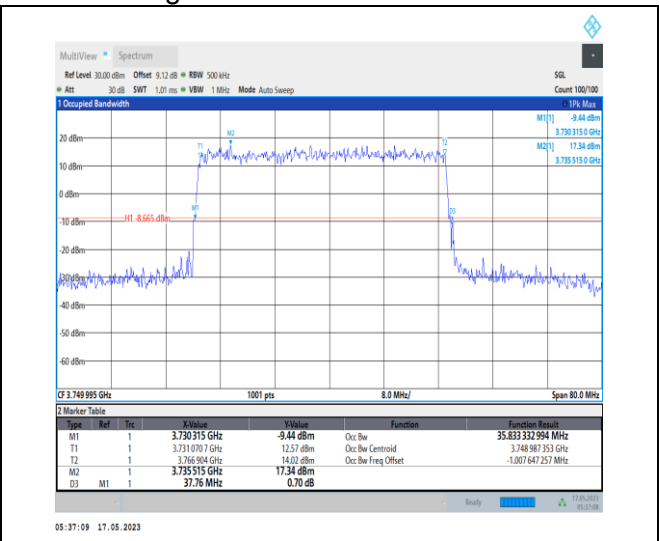 MultiView Spectrum
Ref Level 30.00 dBm Offset 9.12 dB RBW 500 kHz SGL
Att 30 dB SWT 1.01 ms VBW 1 MHz Mode Auto Sweep Count 100/100
1 Occupied Bandwidth 1Pk Max
M1[1] -9.44 dBm
3.730 315 0 GHz
M2[1] 17.34 dBm
3.735 515 0 GHz
20 dBm
M2
T1
T2
10 dBm
0 dBm
M1
D3
H1 -8.665 dBm
-10 dBm
-20 dBm
-30 dBm
-40 dBm
-50 dBm
-60 dBm
CF 3.749 995 GHz 1001 pts 8.0 MHz/ Span 80.0 MHz
2 Marker Table
Type Ref Trc X-Value Y-Value Function Function Result
M1 1 3.730 315 GHz -9.44 dBm Occ Bw 35.833 332 994 MHz
T1 1 3.731 070 7 GHz 12.57 dBm Occ Bw Centroid 3.748 987 353 GHz
T2 1 3.766 904 GHz 14.02 dBm Occ Bw Freq Offset -1.007 647 257 MHz
M2 1 3.735 515 GHz 17.34 dBm
D3 M1 1 37.76 MHz 0.70 dB
Ready 17.05.2023
05:37:08
05:37:09 17.05.2023